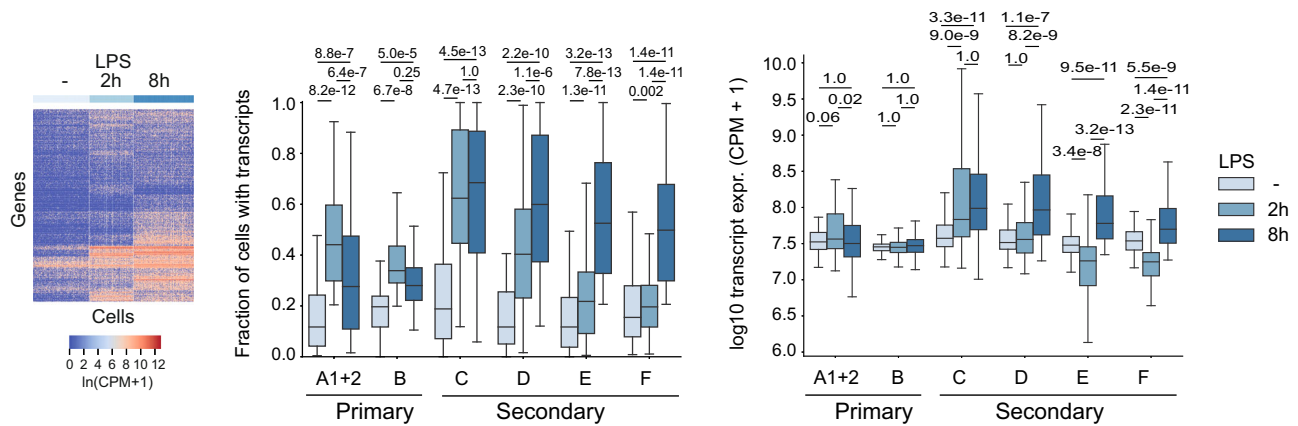 LPS
- 2h 8h
Genes
Cells
0 2 4 6 8 10 12
ln(CPM+1)
Fraction of cells with transcripts
1.0
0.8
0.6
0.4
0.2
0.0
8.8e-7 5.0e-5 4.5e-13 2.2e-10 3.2e-13 1.4e-11
6.4e-7 0.25 1.0 1.1e-6 7.8e-13 1.4e-11
8.2e-12 6.7e-8 4.7e-13 2.3e-10 1.3e-11 0.002
A1+2 B C D E F
Primary Secondary
log10 transcript expr. (CPM + 1)
10.0
9.5
9.0
8.5
8.0
7.5
7.0
6.5
6.0
3.3e-11 1.1e-7
9.0e-9 8.2e-9
1.0 1.0
1.0 1.0 9.5e-11 5.5e-9
0.02 1.0 1.4e-11
0.06 1.0 3.2e-13 2.3e-11
3.4e-8
A1+2 B C D E F
Primary Secondary
LPS
-
2h
8h